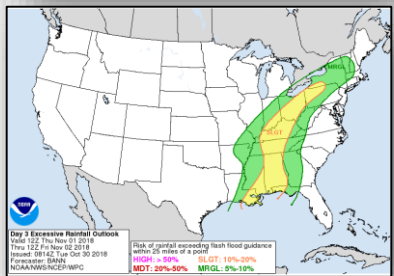 MRGL
SLGT
NOAA
Day 3 Excessive Rainfall Outlook
Valid 12Z Thu Nov 01 2018
Thru 12Z Fri Nov 02 2018
Issued: 0814Z Tue Oct 30 2018
Forecaster: BANN
NOAA/NWS/NCEP/WPC
Risk of rainfall exceeding flash flood guidance
within 25 miles of a point
HIGH: ≥ 50% SLGT: 10%-20%
MDT: 20%-50% MRGL: 5%-10%